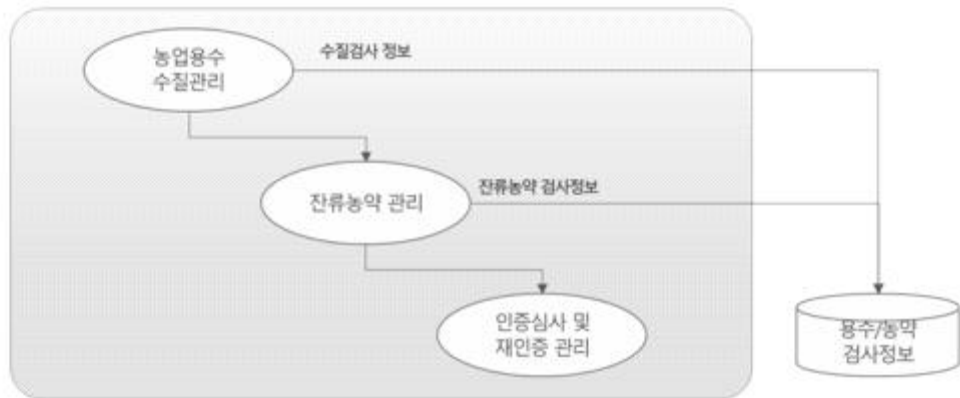 농업용수
수질관리
수질검사 정보
잔류농약 관리
잔류농약 검사정보
인증심사 및
재인증 관리
용수/농약
검사정보